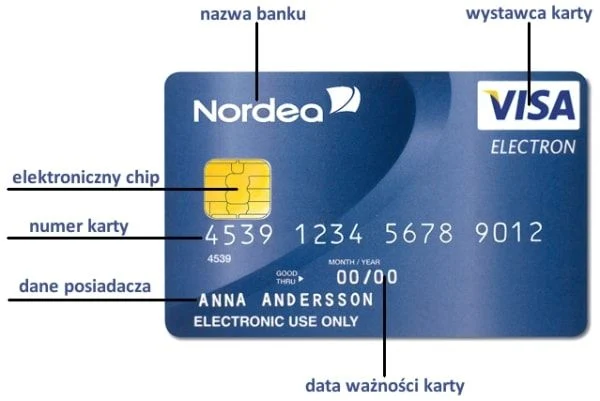 nazwa banku
wystawca karty
Nordea
VISA
ELECTRON
elektroniczny chip
numer karty
4539 1234 5678 9012
4539
MONTH / YEAR
GOOD
THRU
00/00
dane posiadacza
ANNA ANDERSSON
ELECTRONIC USE ONLY
data ważności karty